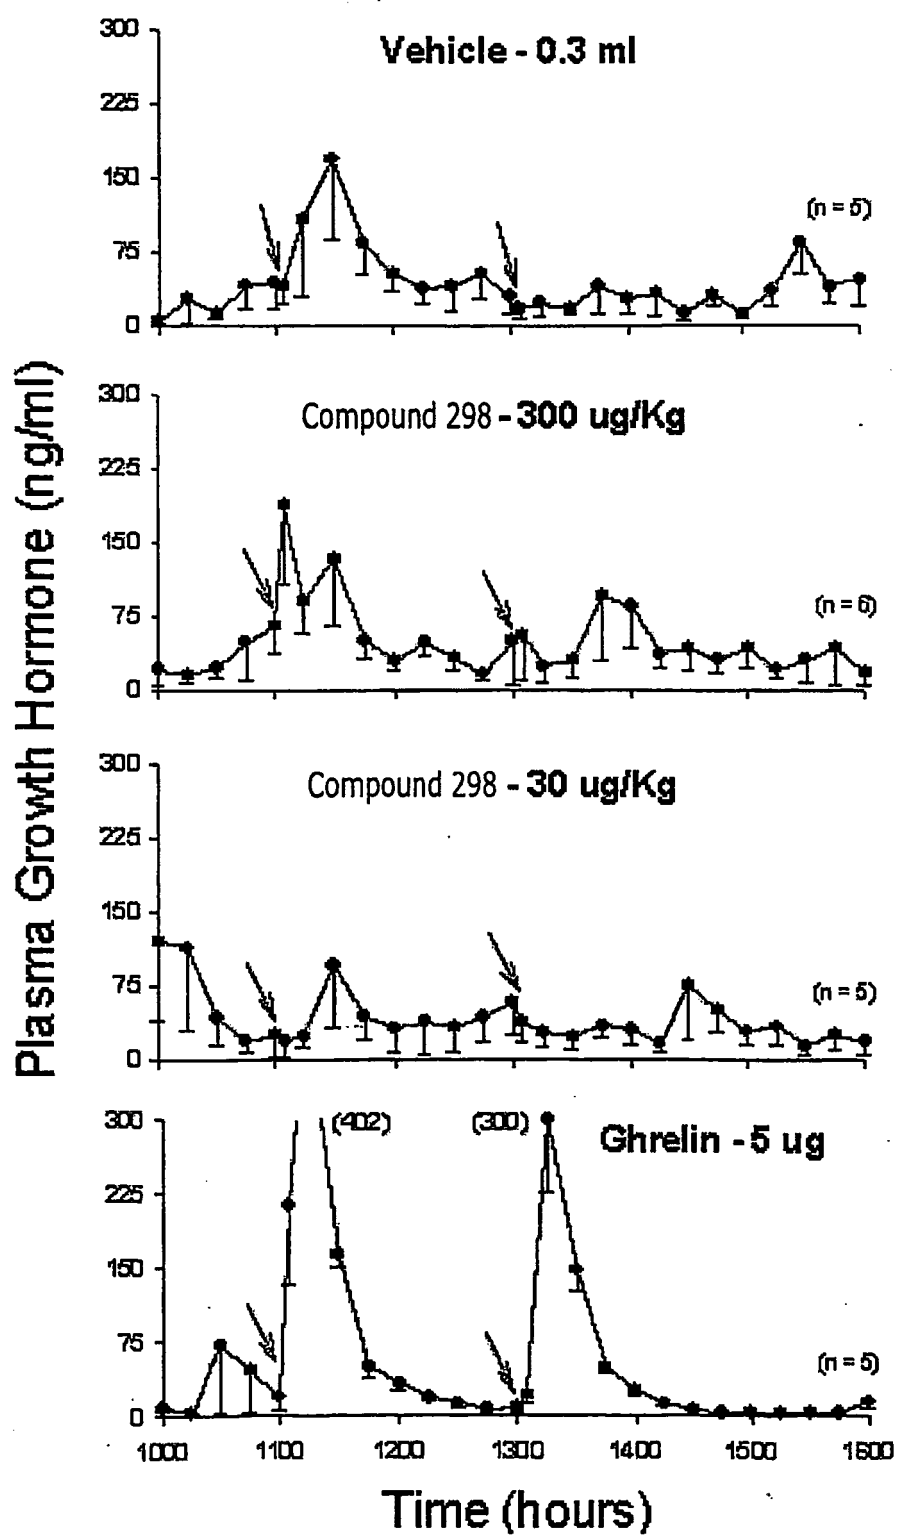 Plasma Growth Hormone (ng/ml)
Vehicle - 0.3 ml
300
225
150
75
0
(n = 5)
Compound 298 - 300 ug/Kg
300
225
150
75
0
(n = 6)
Compound 298 - 30 ug/Kg
300
225
150
75
0
(n = 5)
Ghrelin - 5 ug
(402)
(300)
300
225
150
75
0
(n = 5)
1000 1100 1200 1300 1400 1500 1600
Time (hours)